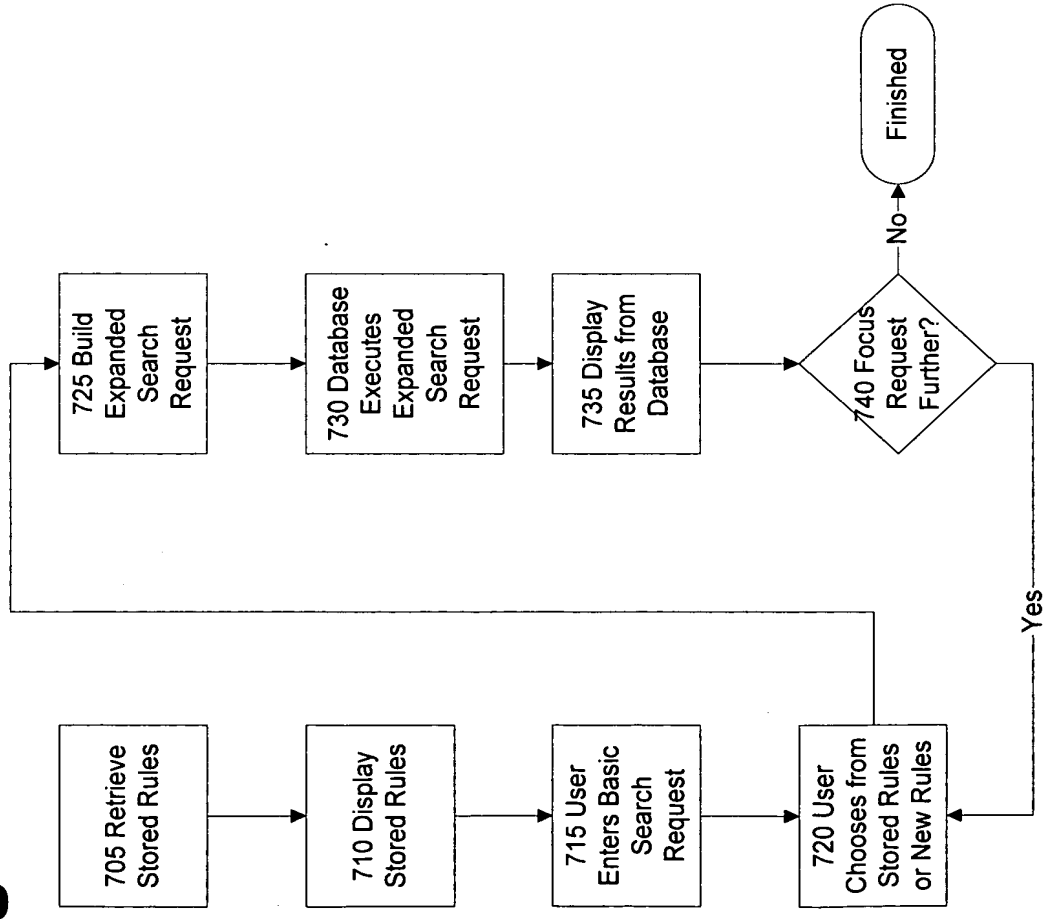 705 Retrieve
Stored Rules
710 Display
Stored Rules
715 User
Enters Basic
Search
Request
720 User
Chooses from
Stored Rules
or New Rules
725 Build
Expanded
Search
Request
730 Database
Executes
Expanded
Search
Request
735 Display
Results from
Database
740 Focus
Request
Further?
No
Finished
Yes